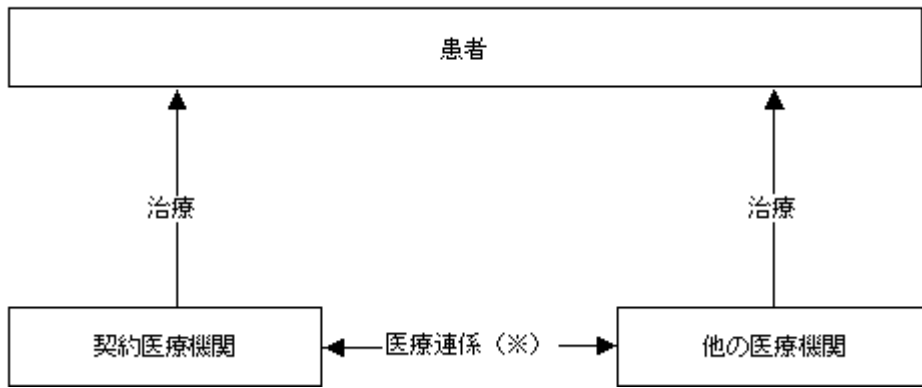 患者
治療
治療
契約医療機関
医療連係（※）
他の医療機関